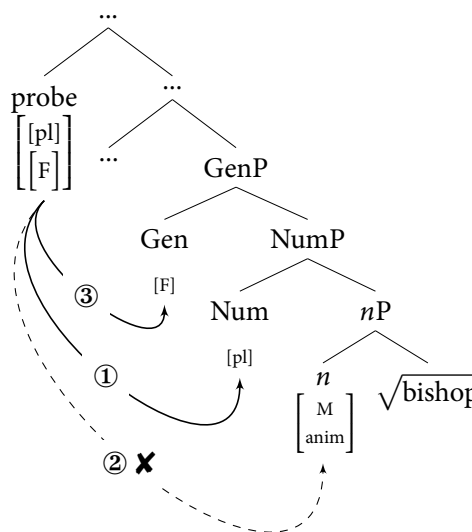 ...
...
probe
[pl]
[F]
...
GenP
Gen
NumP
[F]
③
Num
nP
[pl]
①
n
√bishop
M
anim
② ✘